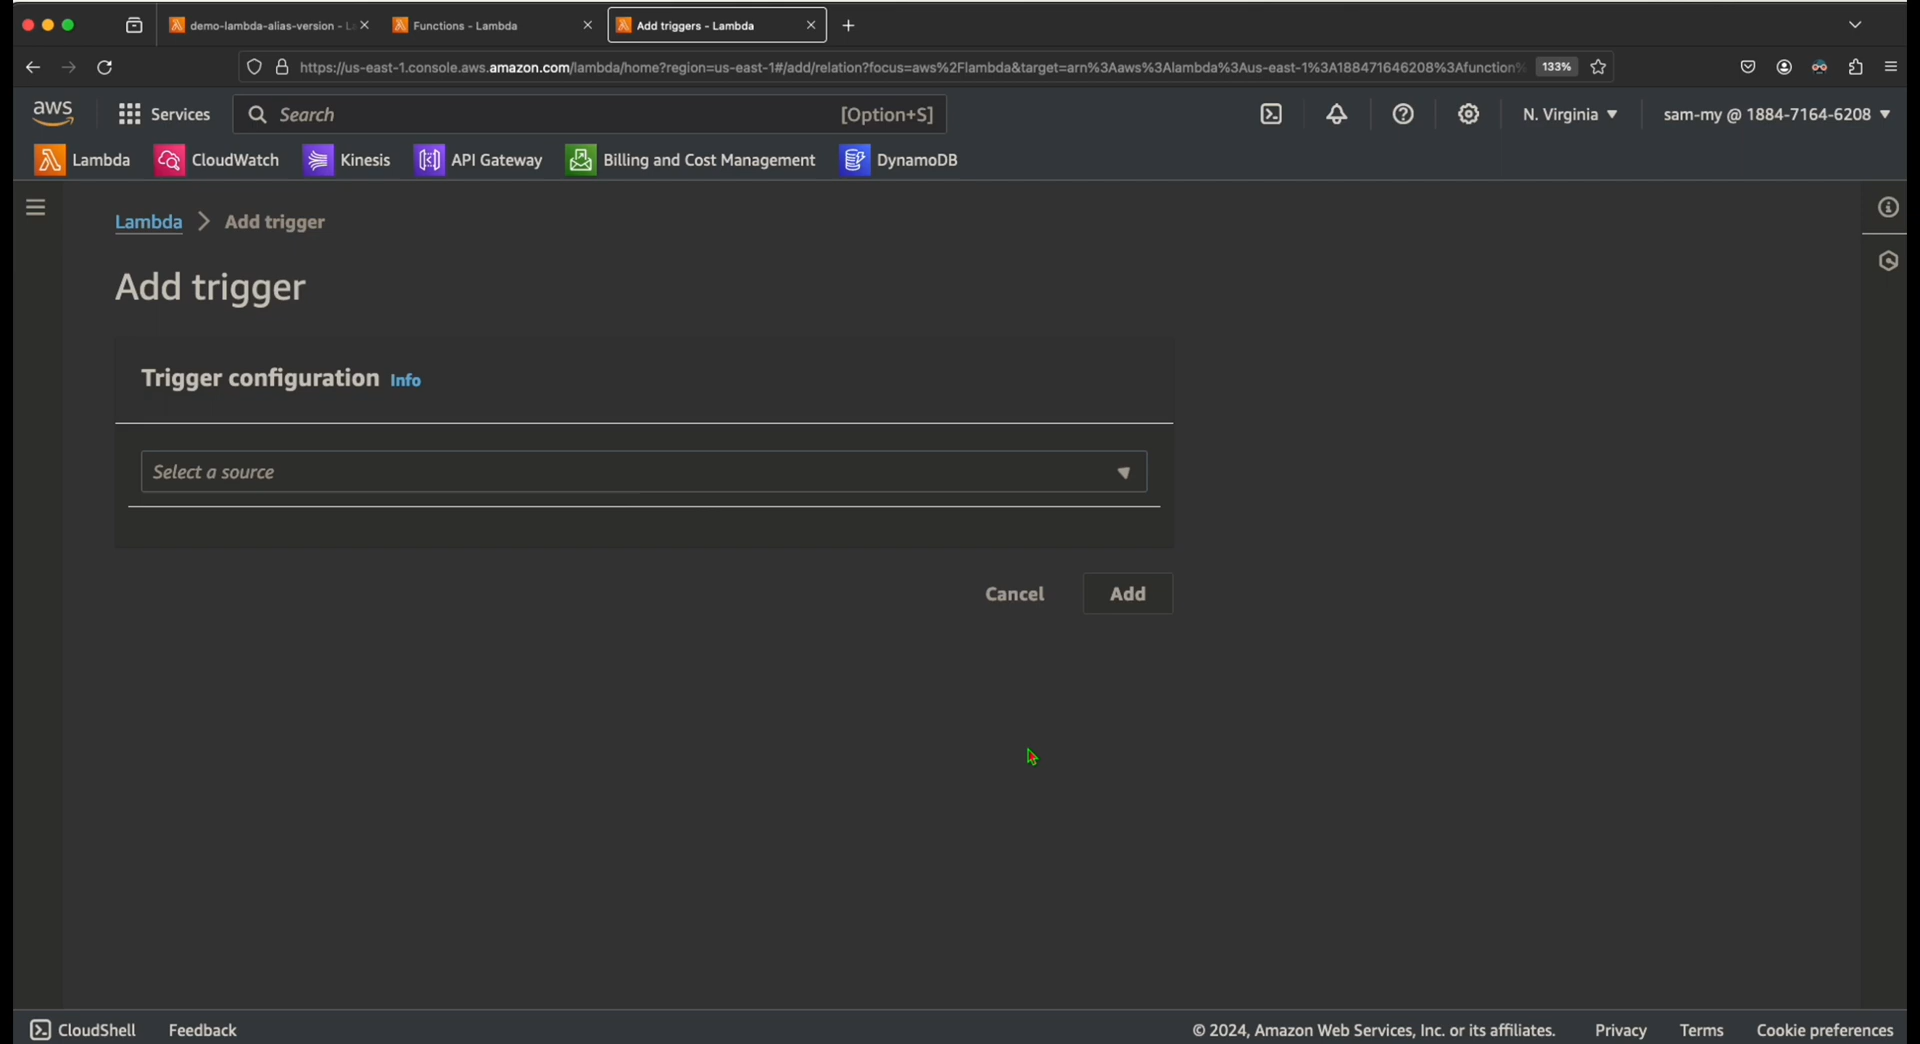 demo-lambda-alias-version - L
Functions - Lambda
Add triggers - Lambda
https://us-east-1.console.aws.amazon.com/lambda/home?region=us-east-1#/add/relation?focus=aws%2Flambda&target=arn%3Aaws%3Alambda%3Aus-east-1%3A188471646208%3Afunction%
133%
aws
Services
Search
[Option+S]
N. Virginia
sam-my @ 1884-7164-6208
Lambda
CloudWatch
Kinesis
API Gateway
Billing and Cost Management
DynamoDB
Lambda
Add trigger
Add trigger
Trigger configuration Info
Select a source
Cancel
Add
CloudShell
Feedback
© 2024, Amazon Web Services, Inc. or its affiliates.
Privacy
Terms
Cookie preferences